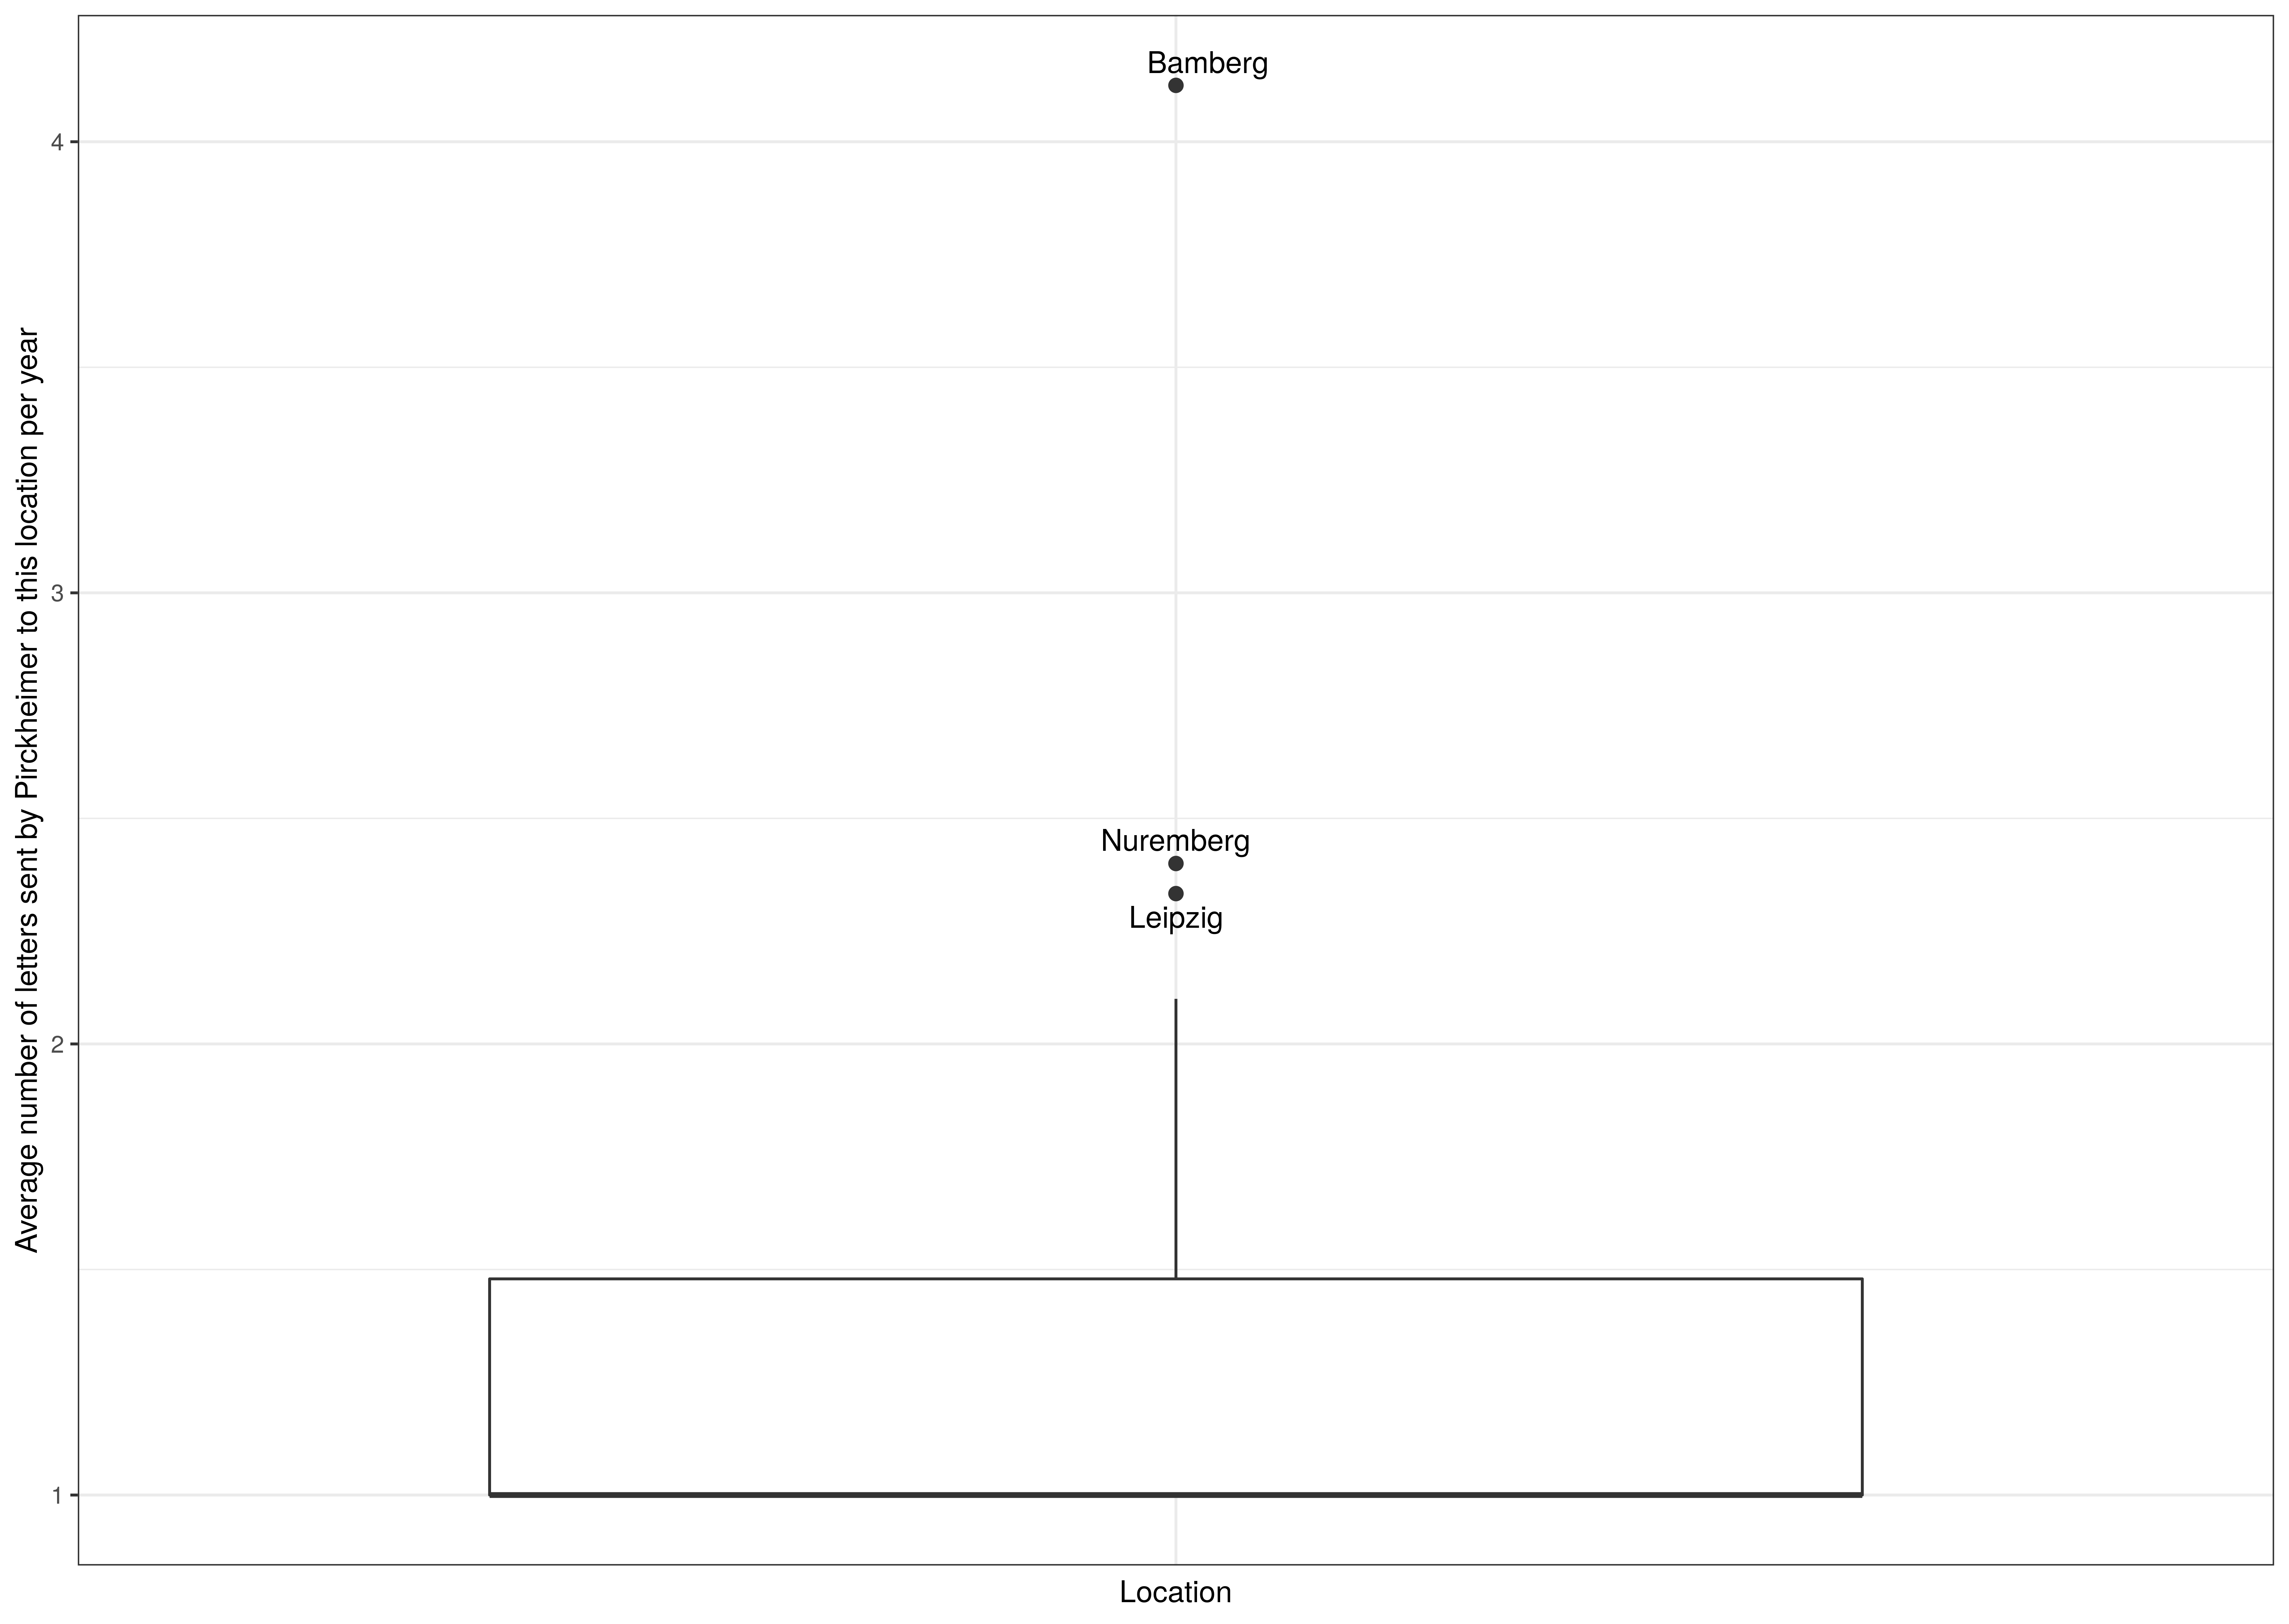 Average number of letters sent by Pirckheimer to this location per year
4
3
2
1
Bamberg
Nuremberg
Leipzig
Location